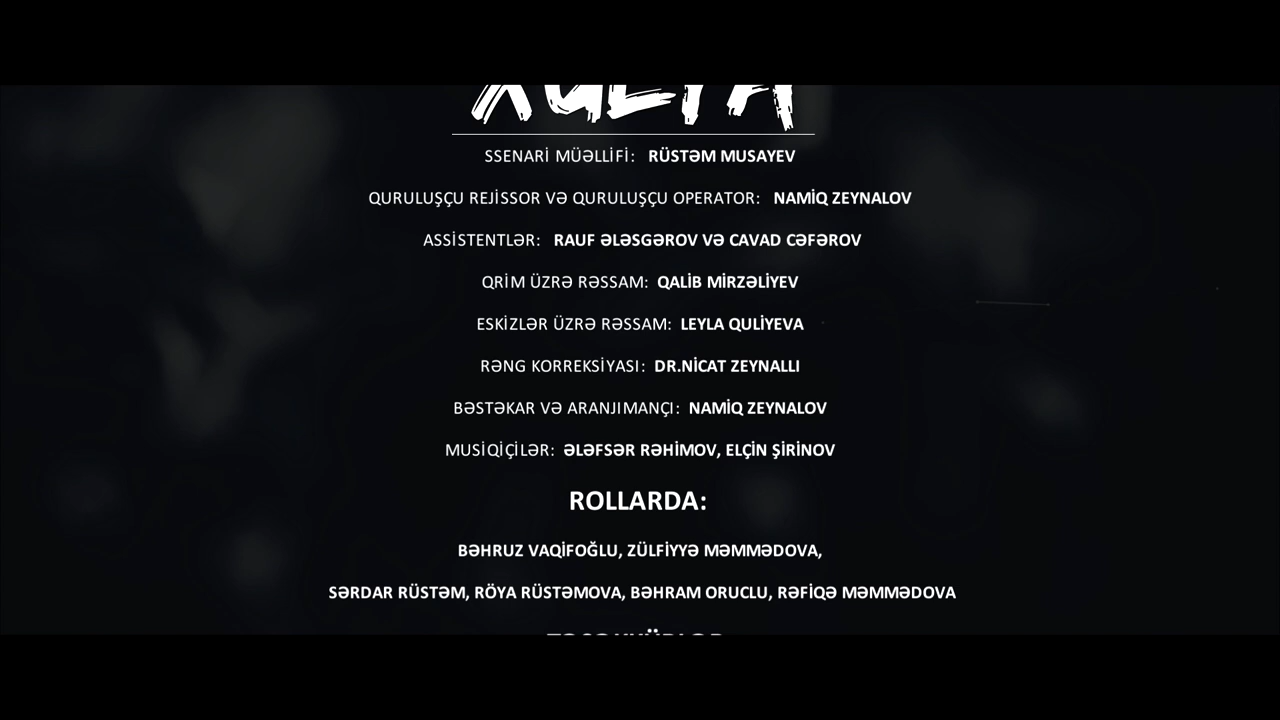 SSENARİ MÜƏLLİFİ: RÜSTƏM MUSAYEV
QURULUŞÇU REJİSSOR VƏ QURULUŞÇU OPERATOR: NAMİQ ZEYNALOV
ASSİSTENTLƏR: RAUF ƏLƏSGƏROV VƏ CAVAD CƏFƏROV
QRİM ÜZRƏ RƏSSAM: QALİB MİRZƏLİYEV
ESKİZLƏR ÜZRƏ RƏSSAM: LEYLA QULİYEVA
RƏNG KORREKSİYASI: DR.NİCAT ZEYNALLI
BƏSTƏKAR VƏ ARANJIMANÇI: NAMİQ ZEYNALOV
MUSİQİÇİLƏR: ƏLƏFSƏR RƏHİMOV, ELÇİN ŞİRİNOV
ROLLARDA:
BƏHRUZ VAQİFOĞLU, ZÜLFİYYƏ MƏMMƏDOVA,
SƏRDAR RÜSTƏM, RÖYA RÜSTƏMOVA, BƏHRAM ORUCLU, RƏFİQƏ MƏMMƏDOVA